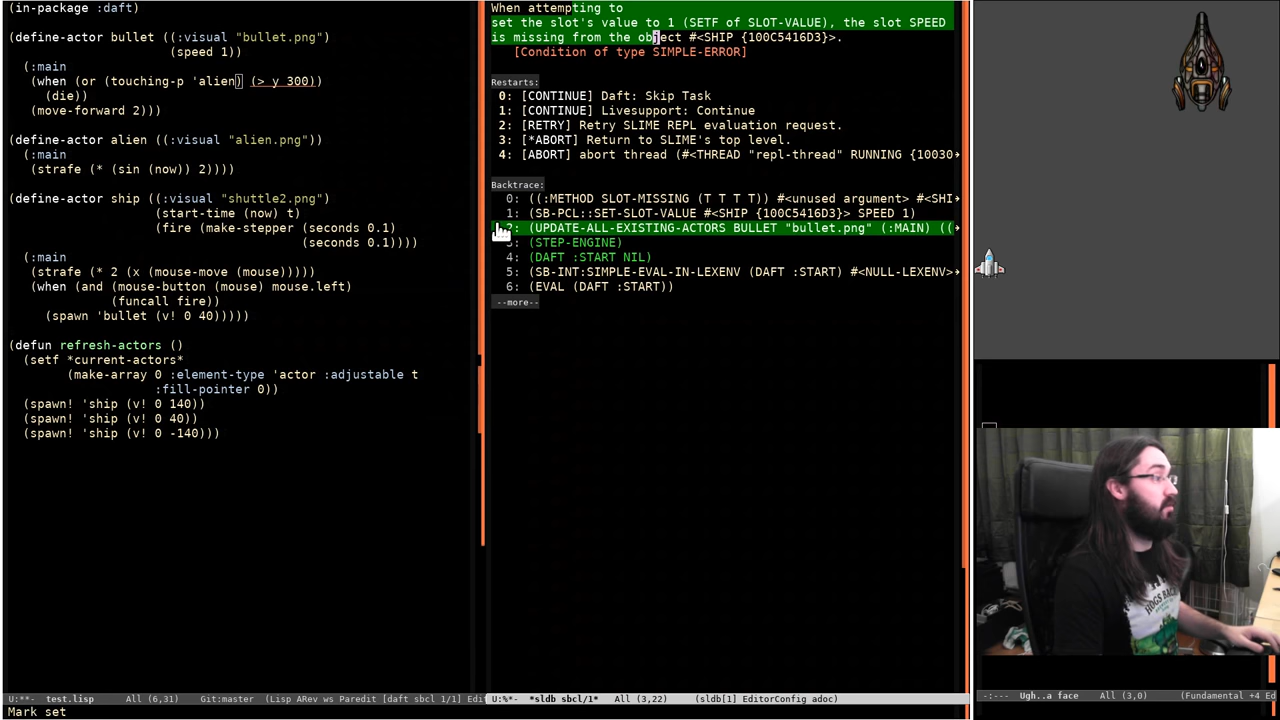 (in-package :daft)
(define-actor bullet ((:visual "bullet.png")
(speed 1))
(:main
(when (or (touching-p 'alien) (> y 300))
(die))
(move-forward 2)))
(define-actor alien ((:visual "alien.png"))
(:main
(strafe (* (sin (now)) 2))))
(define-actor ship ((:visual "shuttle2.png")
(start-time (now) t)
(fire (make-stepper (seconds 0.1)
(seconds 0.1))))
(:main
(strafe (* 2 (x (mouse-move (mouse)))))
(when (and (mouse-button (mouse) mouse.left)
(funcall fire))
(spawn 'bullet (v! 0 40)))))
(defun refresh-actors ()
(setf *current-actors*
(make-array 0 :element-type 'actor :adjustable t
:fill-pointer 0))
(spawn! 'ship (v! 0 140))
(spawn! 'ship (v! 0 40))
(spawn! 'ship (v! 0 -140)))
U:**- test.lisp All (6,31) Git:master (Lisp ARev ws Paredit [daft sbcl 1/1] Edi
Mark set
When attempting to
set the slot's value to 1 (SETF of SLOT-VALUE), the slot SPEED
is missing from the object #<SHIP {100C5416D3}>.
[Condition of type SIMPLE-ERROR]
Restarts:
0: [CONTINUE] Daft: Skip Task
1: [CONTINUE] Livesupport: Continue
2: [RETRY] Retry SLIME REPL evaluation request.
3: [*ABORT] Return to SLIME's top level.
4: [ABORT] abort thread (#<THREAD "repl-thread" RUNNING {10030
Backtrace:
0: ((:METHOD SLOT-MISSING (T T T T)) #<unused argument> #<SHI
1: (SB-PCL::SET-SLOT-VALUE #<SHIP {100C5416D3}> SPEED 1)
2: (UPDATE-ALL-EXISTING-ACTORS BULLET "bullet.png" (:MAIN) ((
3: (STEP-ENGINE)
4: (DAFT :START NIL)
5: (SB-INT:SIMPLE-EVAL-IN-LEXENV (DAFT :START) #<NULL-LEXENV>
6: (EVAL (DAFT :START))
--more--
U:%*- *sldb sbcl/1* All (3,22) (sldb[1] EditorConfig adoc)
HOGS BACK
-:--- Ugh..a face All (3,0) (Fundamental +4 Ed